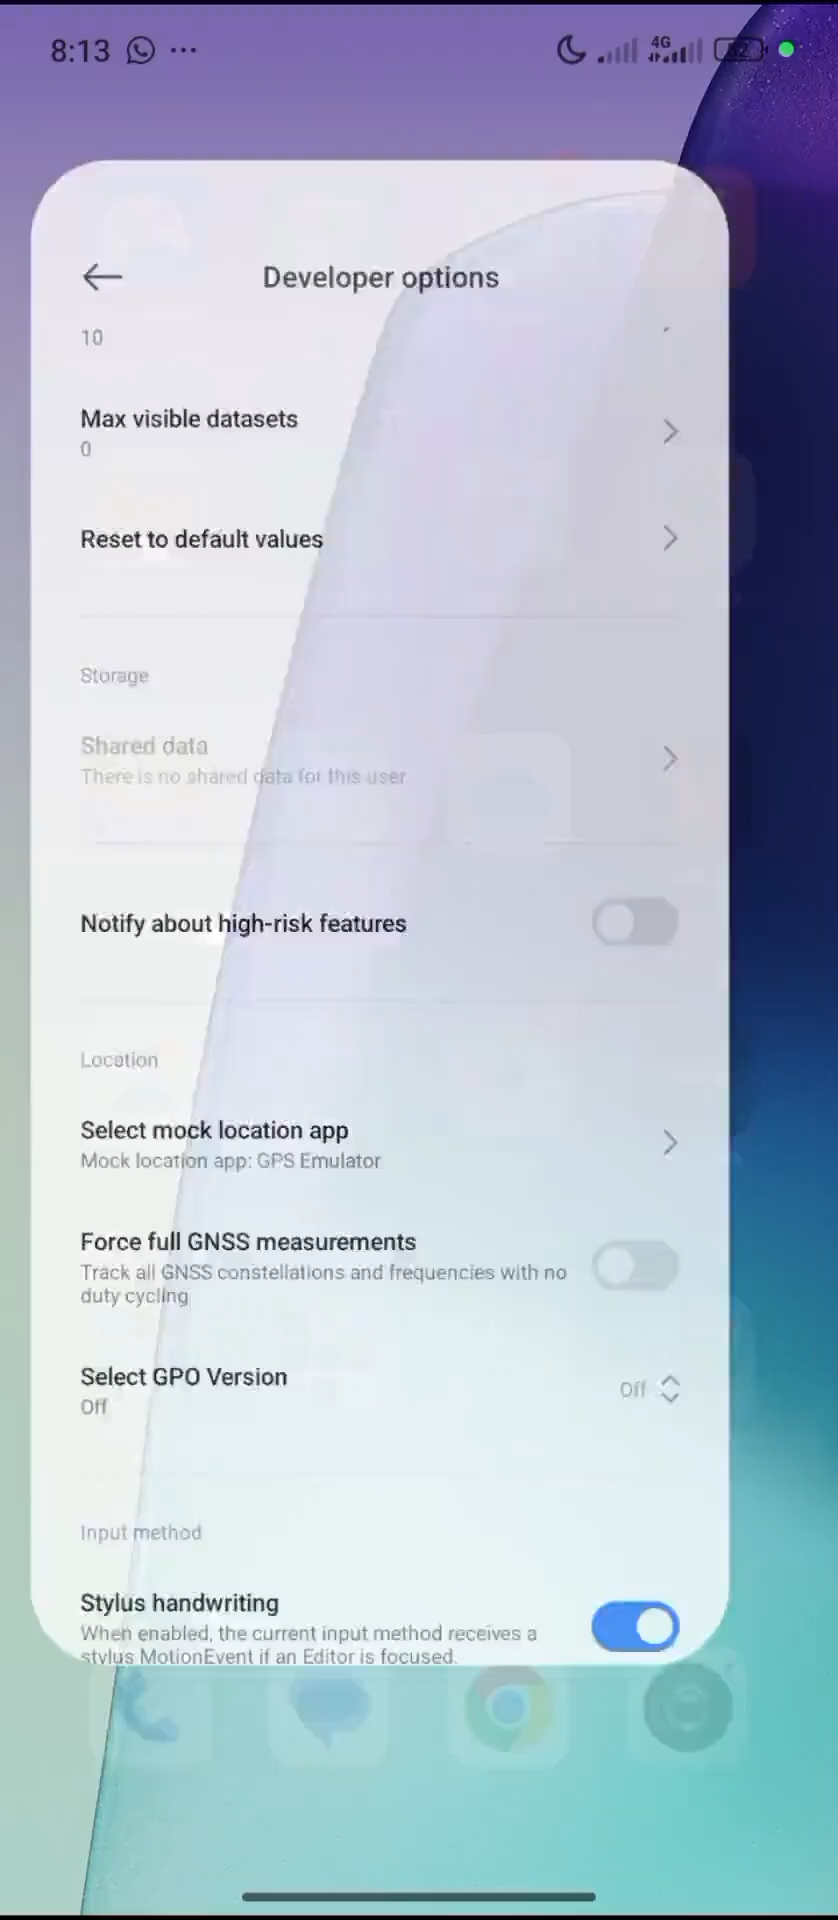 8:13
4G
52
Developer options
10
Max visible datasets
0
Reset to default values
Storage
Shared data
There is no shared data for this user
Notify about high-risk features
Location
Select mock location app
Mock location app: GPS Emulator
Force full GNSS measurements
Track all GNSS constellations and frequencies with no
duty cycling
Select GPO Version
Off
Off
Input method
Stylus handwriting
When enabled, the current input method receives a
stylus MotionEvent if an Editor is focused.